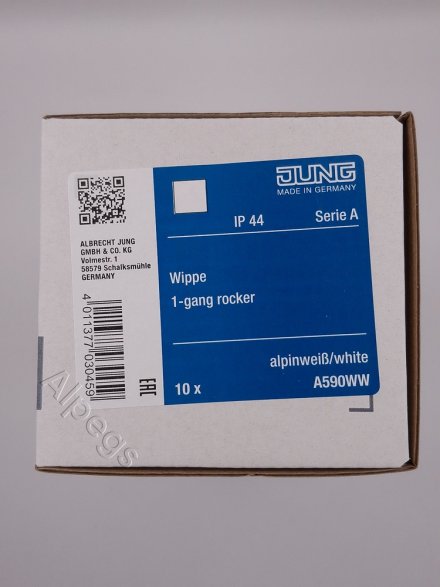 JUNG
MADE IN GERMANY
IP 44
Serie A
ALBRECHT JUNG
GMBH & CO. KG
Volmestr. 1
58579 Schalksmühle
GERMANY
Wippe
1-gang rocker
4 011377 030459
EAC
alpinweiß/white
10 x
A590WW
Alpegs